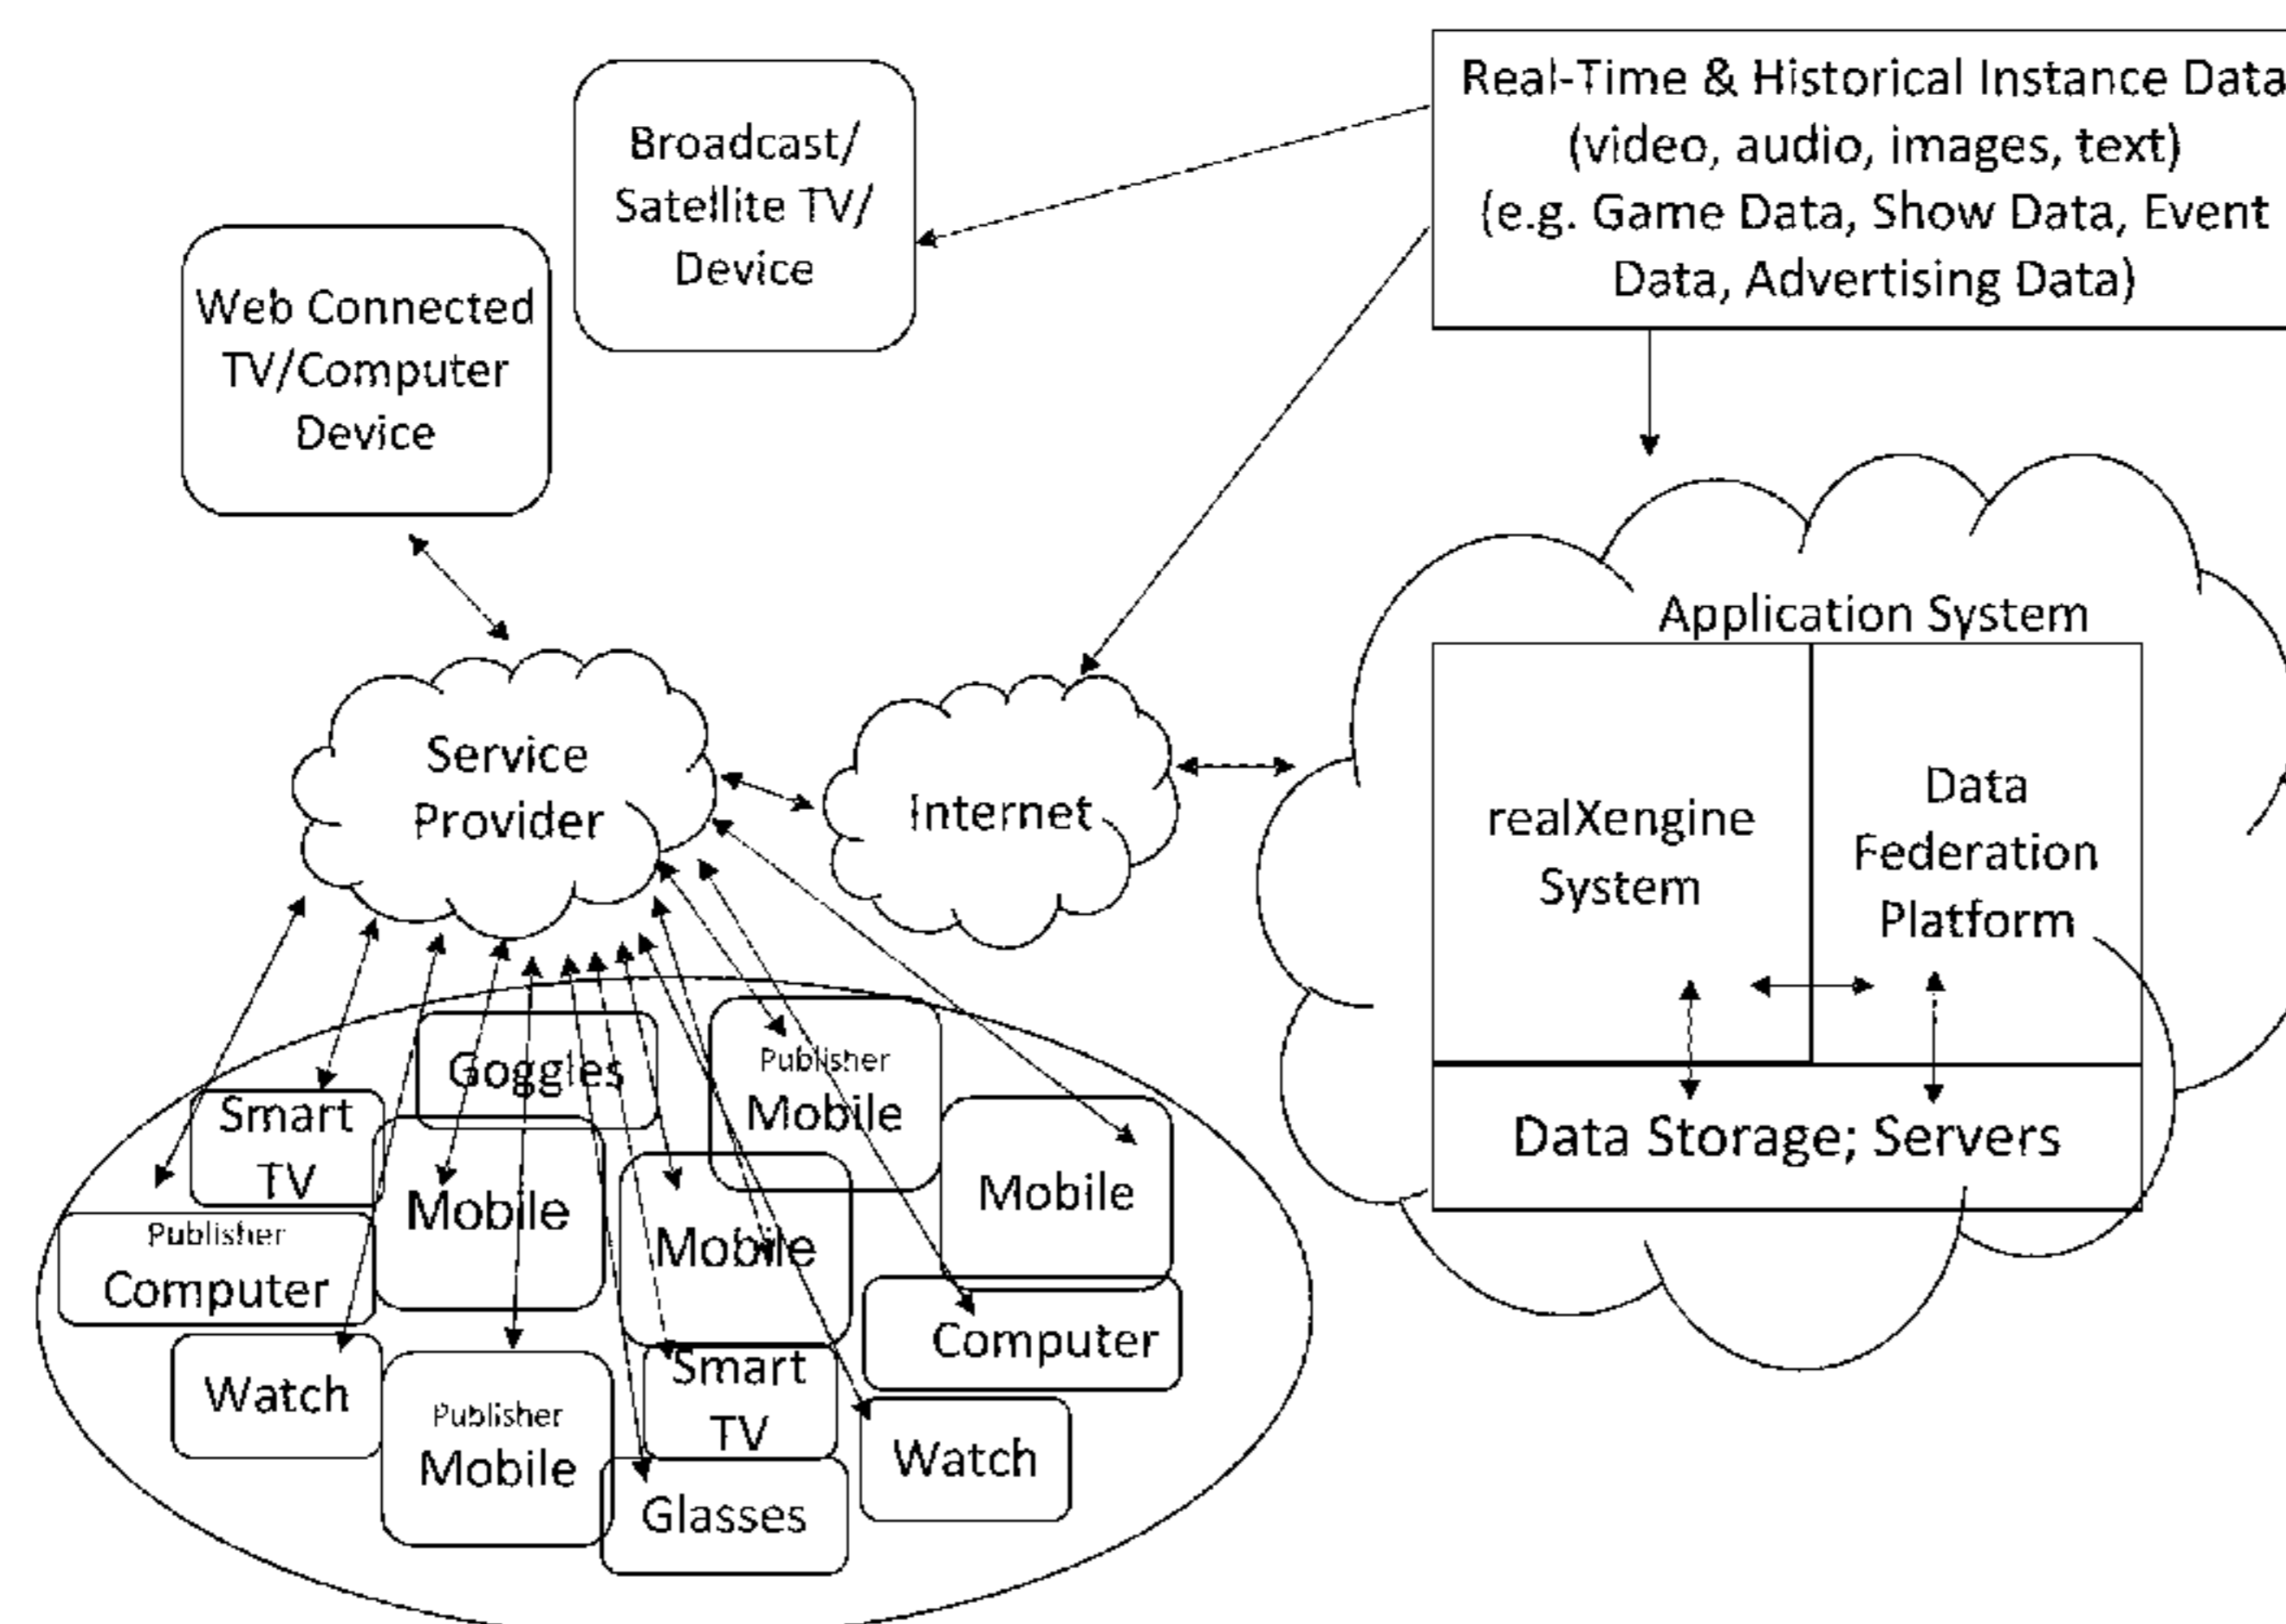 Broadcast/
Satellite TV/
Device
Real-Time & Historical Instance Data
(video, audio, images, text)
(e.g. Game Data, Show Data, Event
Data, Advertising Data)
Web Connected
TV/Computer
Device
Application System
realXengine
System
Data
Federation
Platform
Data Storage; Servers
Service
Provider
Internet
Goggles
Publisher
Mobile
Smart
TV
Mobile
Mobile
Mobile
Publisher
Computer
Computer
Watch
Publisher
Mobile
Smart
TV
Watch
Glasses